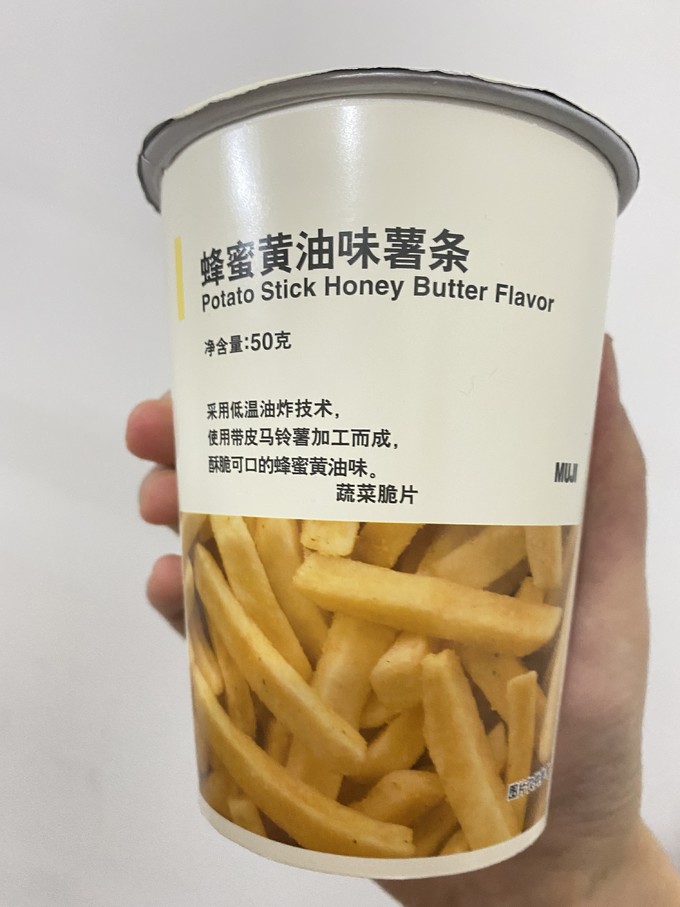 蜂蜜黄油味薯条
Potato Stick Honey Butter Flavor
净含量:50克
采用低温油炸技术，
使用带皮马铃薯加工而成，
酥脆可口的蜂蜜黄油味。
蔬菜脆片
MUJI
图片